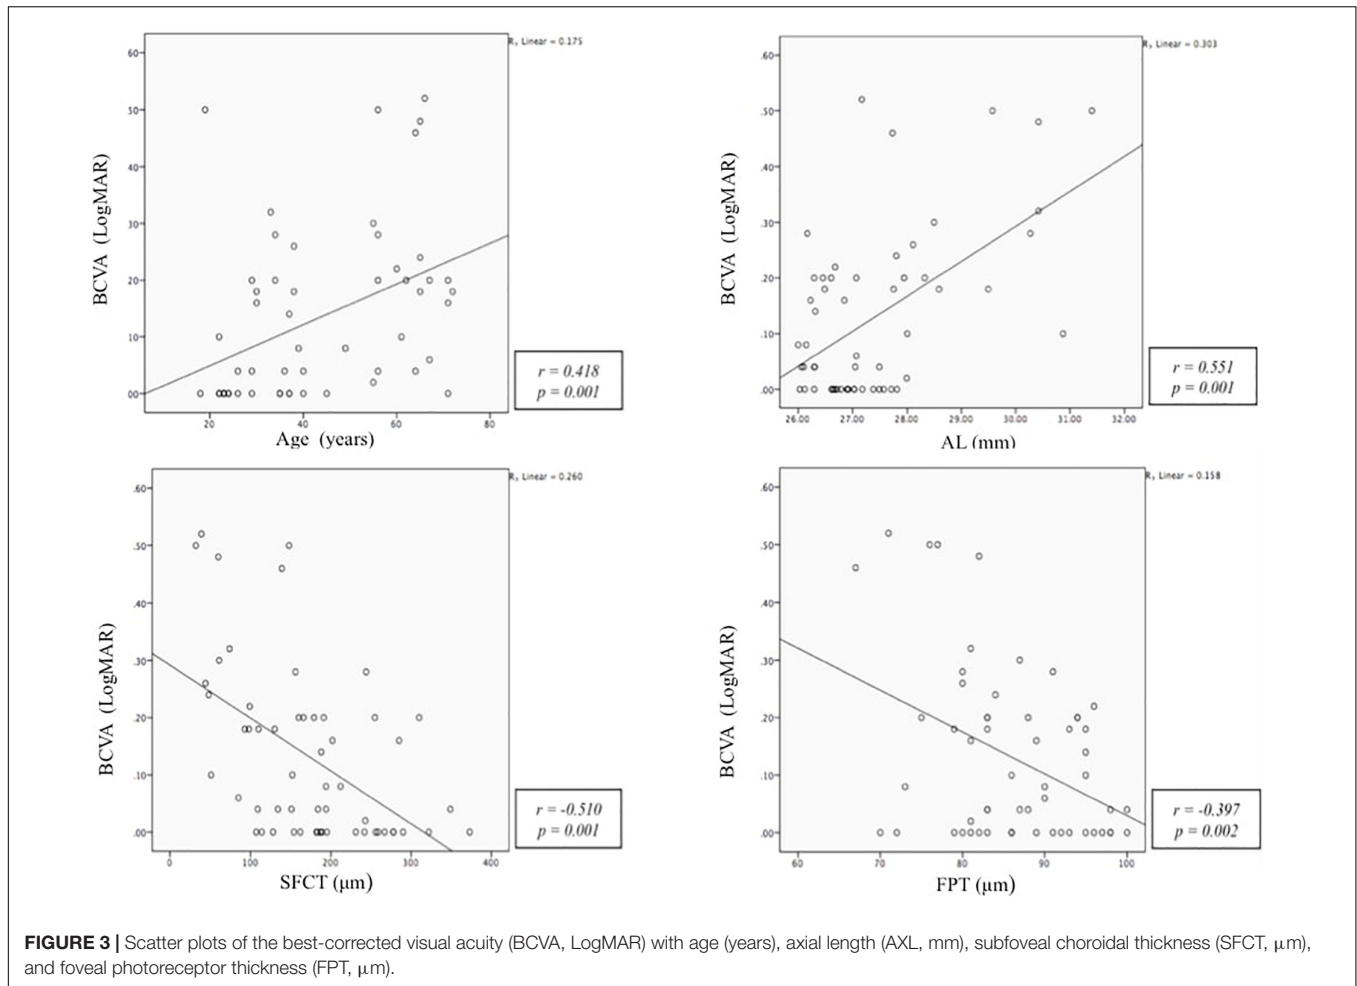 R, Linear = 0.175
60
50
40
30
20
10
00
20
40
60
80
BCVA (LogMAR)
Age (years)
r = 0.418
p = 0.001
R, Linear = 0.303
.60
.50
.40
.30
.20
.10
.00
26.00
27.00
28.00
29.00
30.00
31.00
32.00
BCVA (LogMAR)
AL (mm)
r = 0.551
p = 0.001
R, Linear = 0.260
.60
.50
.40
.30
.20
.10
.00
0
100
200
300
400
BCVA (LogMAR)
SFCT (μm)
r = -0.510
p = 0.001
R, Linear = 0.158
.60
.50
.40
.30
.20
.10
.00
60
70
80
90
100
BCVA (LogMAR)
FPT (μm)
r = -0.397
p = 0.002
FIGURE 3 | Scatter plots of the best-corrected visual acuity (BCVA, LogMAR) with age (years), axial length (AXL, mm), subfoveal choroidal thickness (SFCT, μm),
and foveal photoreceptor thickness (FPT, μm).